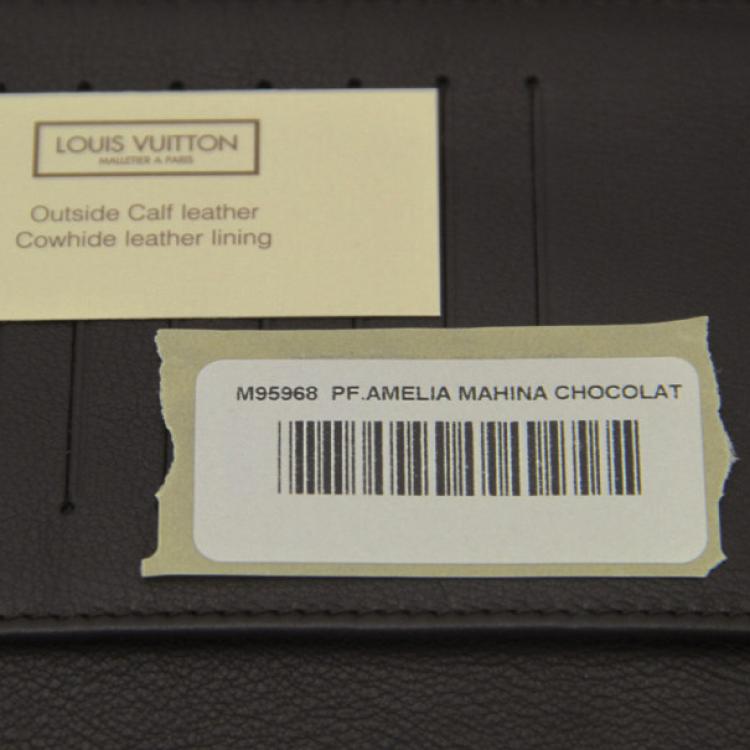 LOUIS VUITTON
MALLETIER A PARIS
Outside Calf leather
Cowhide leather lining
M95968 PF.AMELIA MAHINA CHOCOLAT